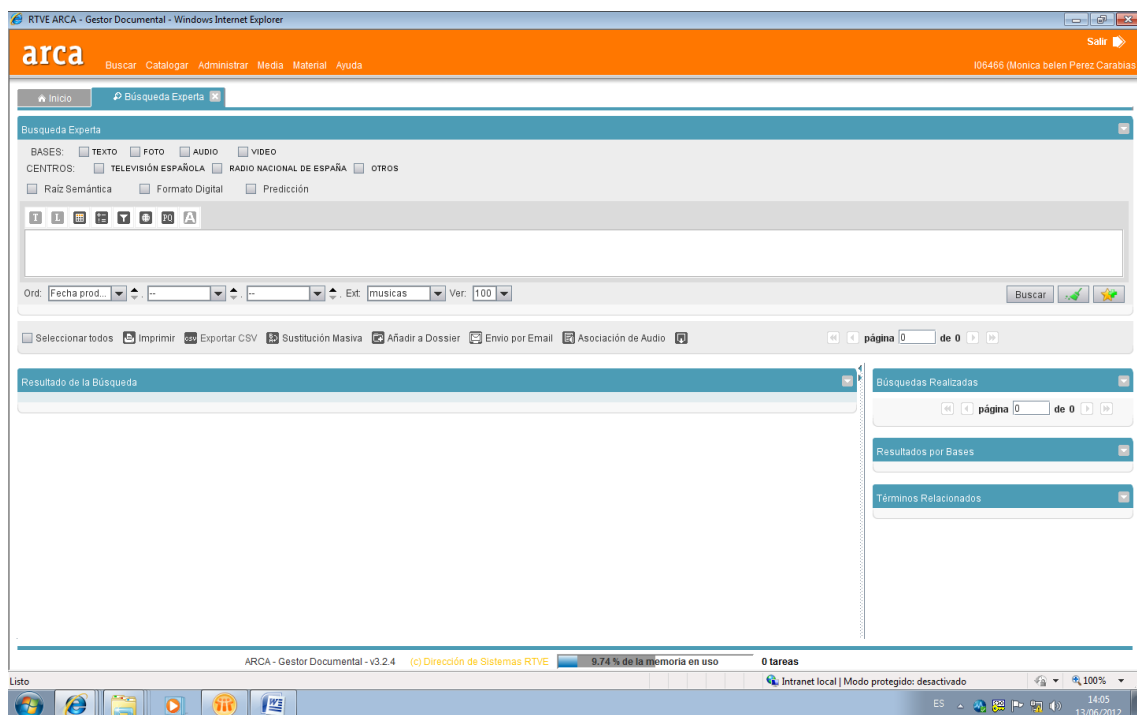 RTVE ARCA - Gestor Documental - Windows Internet Explorer
Salir
arca
Buscar Catalogar Administrar Media Material Ayuda
I06466 (Monica belen Perez Carabias
Inicio
Búsqueda Experta
Busqueda Experta
BASES: TEXTO FOTO AUDIO VIDEO
CENTROS: TELEVISIÓN ESPAÑOLA RADIO NACIONAL DE ESPAÑA OTROS
Raíz Semántica Formato Digital Predicción
T L PQ A
Ord: Fecha prod... , -- , -- , Ext: musicas Ver: 100 Buscar
Seleccionar todos Imprimir CSV Exportar CSV Sustitución Masiva Añadir a Dossier Envio por Email Asociación de Audio
página 0 de 0
Resultado de la Búsqueda
Búsquedas Realizadas
página 0 de 0
Resultados por Bases
Términos Relacionados
ARCA - Gestor Documental - v3.2.4 (c) Dirección de Sistemas RTVE 9.74 % de la memoria en uso 0 tareas
Listo Intranet local | Modo protegido: desactivado 100%
ES 14:05
13/06/2012